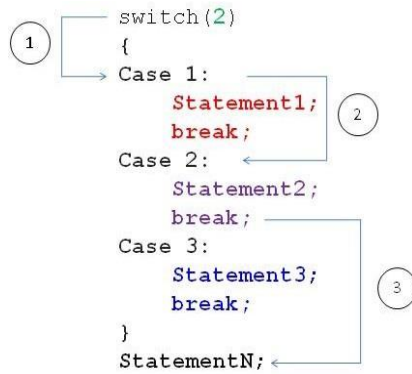 switch(2)
{
Case 1:
Statement1;
break;
Case 2:
Statement2;
break;
Case 3:
Statement3;
break;
}
StatementN;
1
2
3